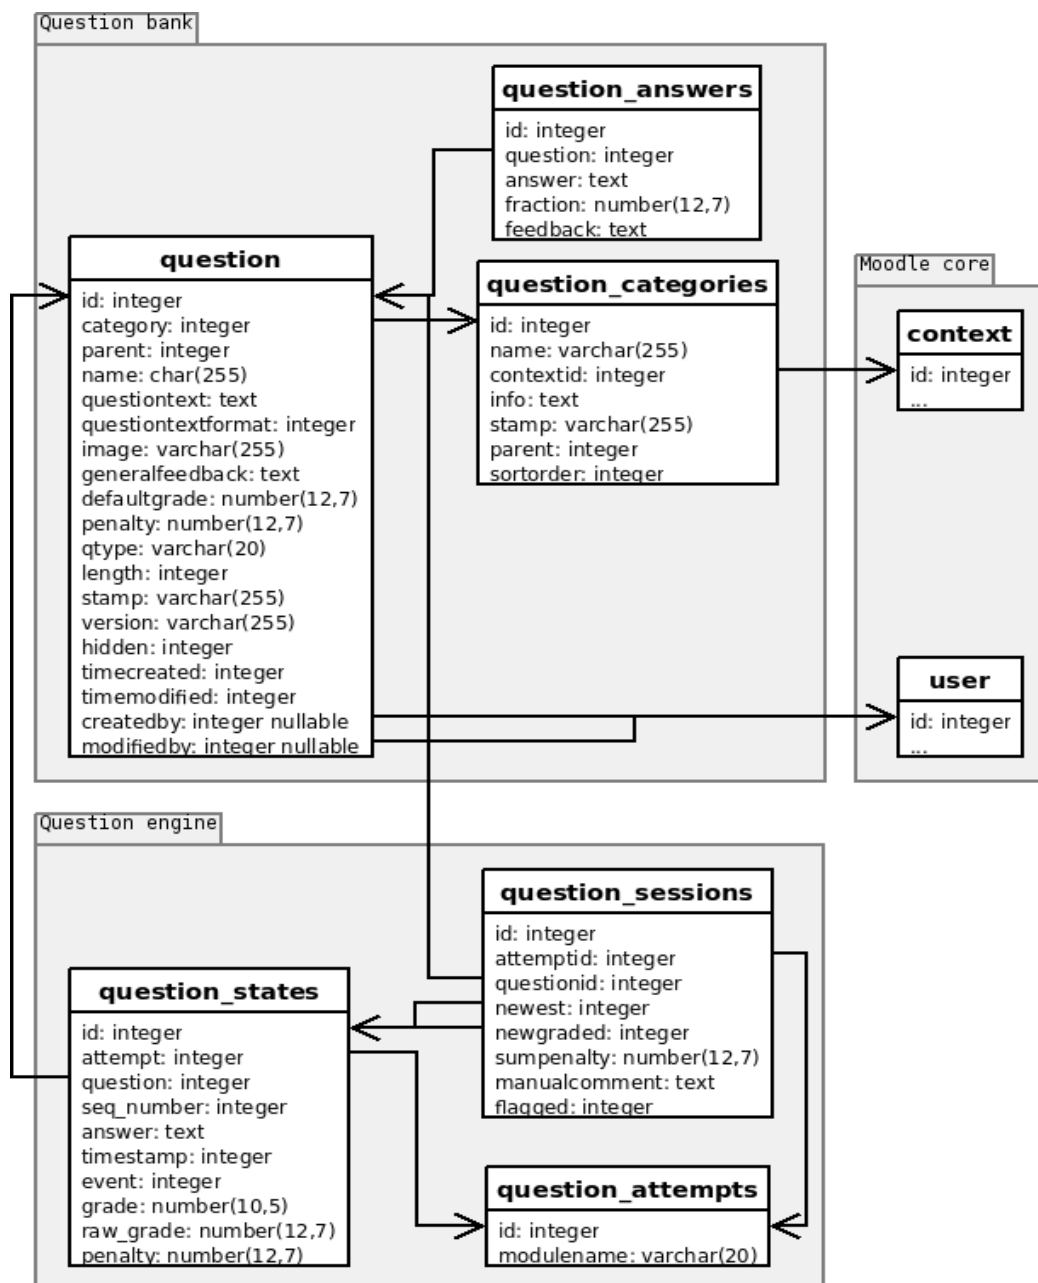 Question bank
question_answers
id: integer
question: integer
answer: text
fraction: number(12,7)
feedback: text
question
id: integer
category: integer
parent: integer
name: char(255)
questiontext: text
questiontextformat: integer
image: varchar(255)
generalfeedback: text
defaultgrade: number(12,7)
penalty: number(12,7)
qtype: varchar(20)
length: integer
stamp: varchar(255)
version: varchar(255)
hidden: integer
timecreated: integer
timemodified: integer
createdby: integer nullable
modifiedby: integer nullable
question_categories
id: integer
name: varchar(255)
contextid: integer
info: text
stamp: varchar(255)
parent: integer
sortorder: integer
Moodle core
context
id: integer
...
user
id: integer
...
Question engine
question_sessions
id: integer
attemptid: integer
questionid: integer
newest: integer
newgraded: integer
sumpenalty: number(12,7)
manualcomment: text
flagged: integer
question_states
id: integer
attempt: integer
question: integer
seq_number: integer
answer: text
timestamp: integer
event: integer
grade: number(10,5)
raw_grade: number(12,7)
penalty: number(12,7)
question_attempts
id: integer
modulename: varchar(20)